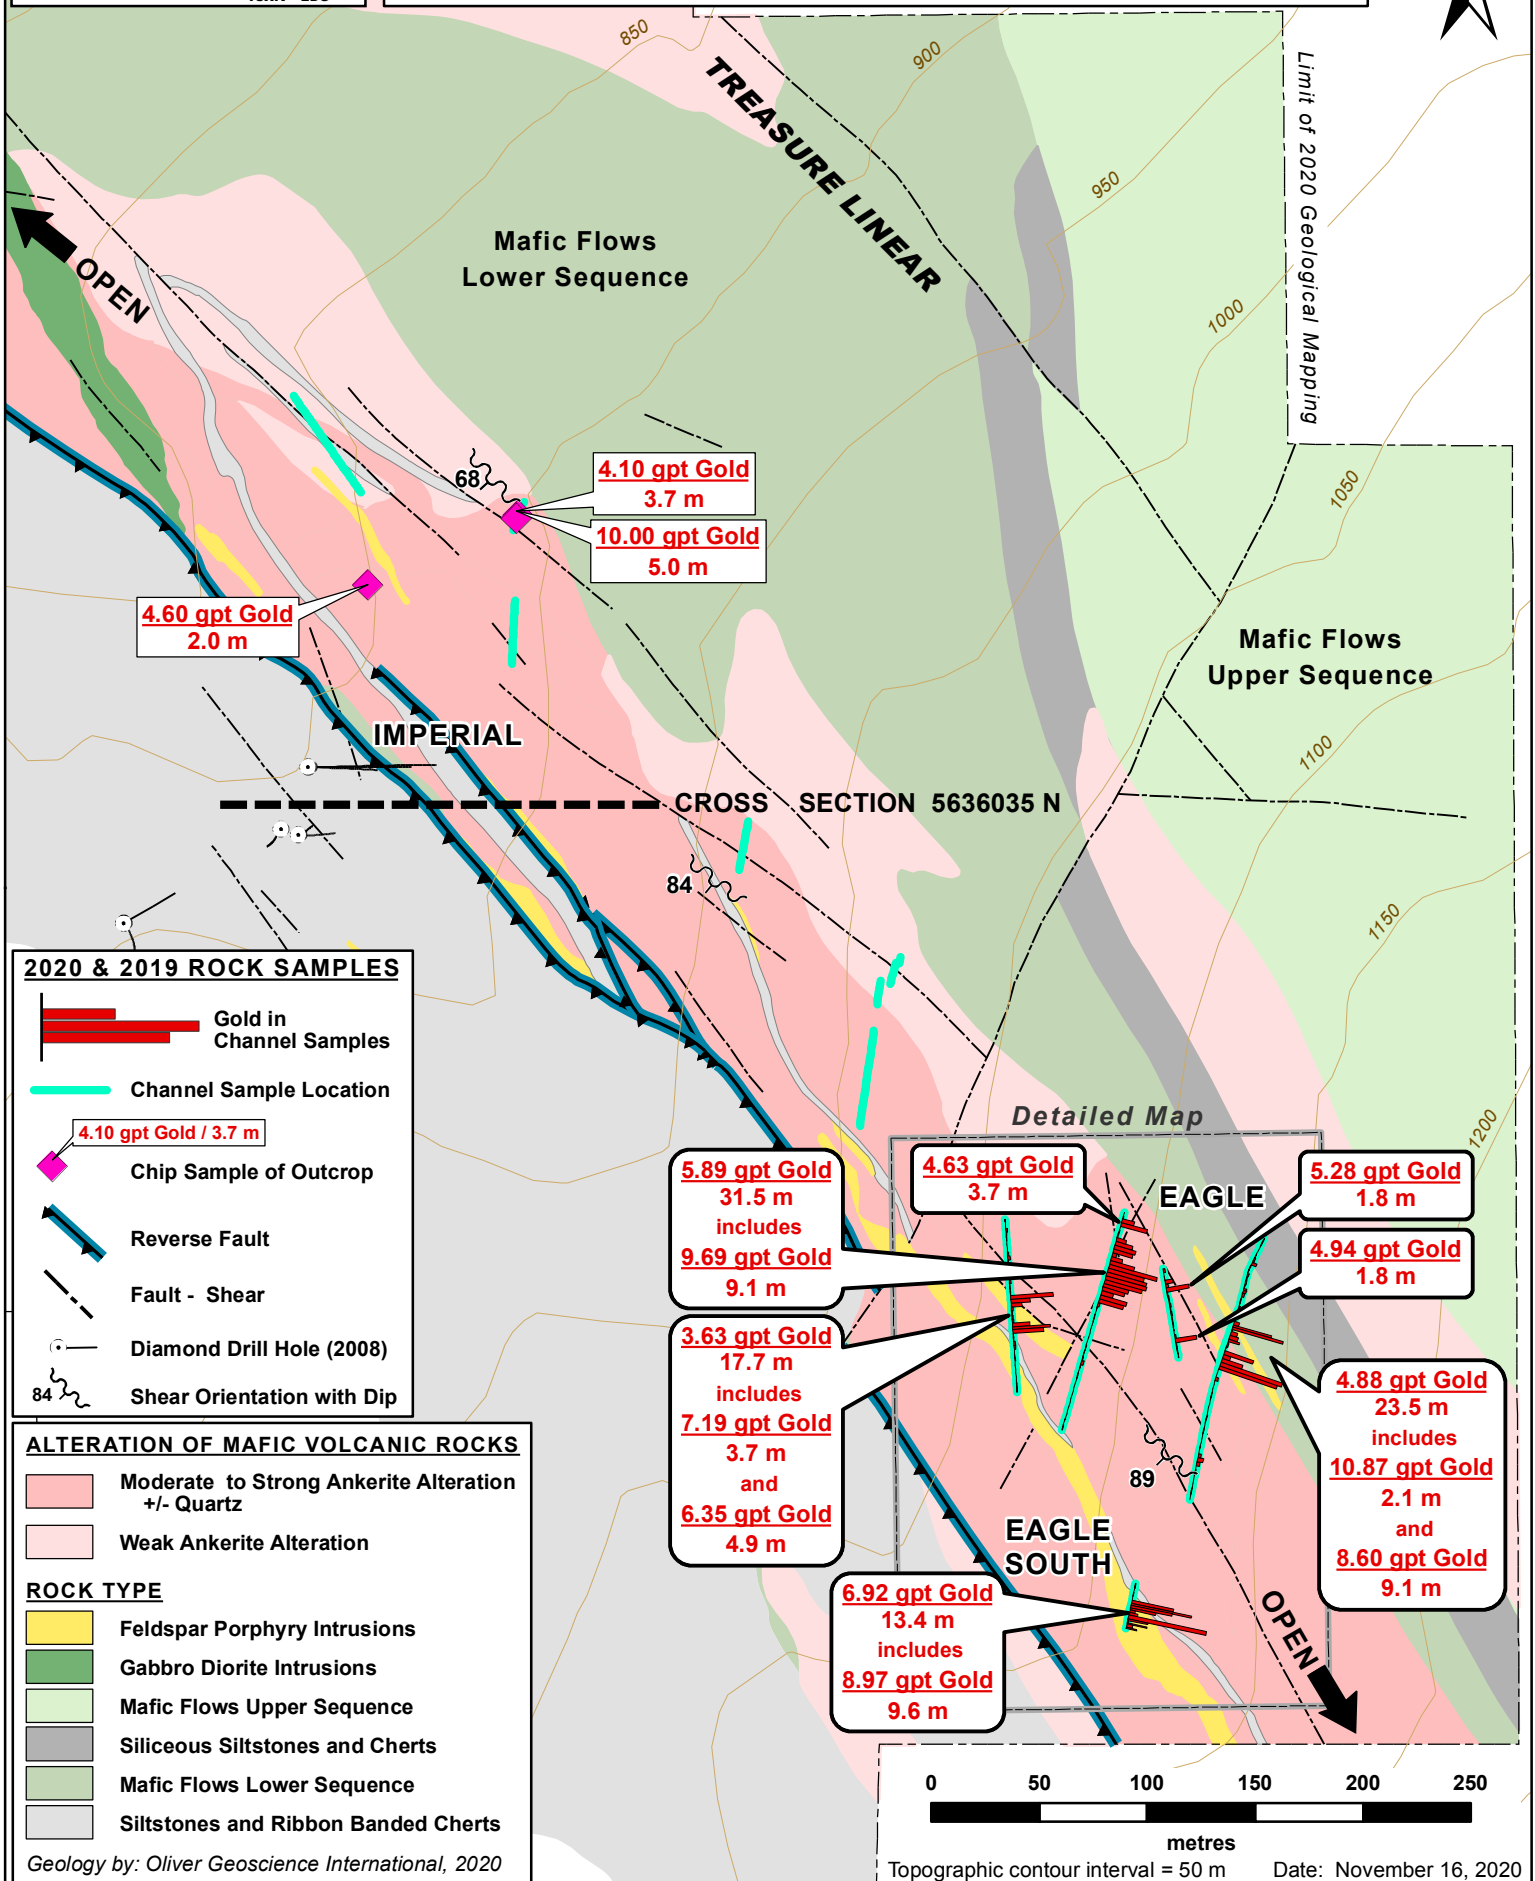 850
900
TREASURE LINEAR
Limit of 2020 Geological Mapping
950
Mafic Flows
Lower Sequence
OPEN
1000
68
4.10 gpt Gold
3.7 m
10.00 gpt Gold
5.0 m
1050
4.60 gpt Gold
2.0 m
Mafic Flows
Upper Sequence
IMPERIAL
1100
CROSS SECTION 5636035 N
84
1150
2020 & 2019 ROCK SAMPLES
Gold in
Channel Samples
Channel Sample Location
4.10 gpt Gold / 3.7 m
Chip Sample of Outcrop
Reverse Fault
Fault - Shear
Diamond Drill Hole (2008)
84
Shear Orientation with Dip
Detailed Map
1200
5.89 gpt Gold
31.5 m
includes
9.69 gpt Gold
9.1 m
4.63 gpt Gold
3.7 m
EAGLE
5.28 gpt Gold
1.8 m
4.94 gpt Gold
1.8 m
3.63 gpt Gold
17.7 m
includes
7.19 gpt Gold
3.7 m
and
6.35 gpt Gold
4.9 m
4.88 gpt Gold
23.5 m
includes
10.87 gpt Gold
2.1 m
and
8.60 gpt Gold
9.1 m
89
EAGLE
SOUTH
6.92 gpt Gold
13.4 m
includes
8.97 gpt Gold
9.6 m
OPEN
ALTERATION OF MAFIC VOLCANIC ROCKS
Moderate to Strong Ankerite Alteration
+/- Quartz
Weak Ankerite Alteration
ROCK TYPE
Feldspar Porphyry Intrusions
Gabbro Diorite Intrusions
Mafic Flows Upper Sequence
Siliceous Siltstones and Cherts
Mafic Flows Lower Sequence
Siltstones and Ribbon Banded Cherts
Geology by: Oliver Geoscience International, 2020
0 50 100 150 200 250
metres
Topographic contour interval = 50 m Date: November 16, 2020